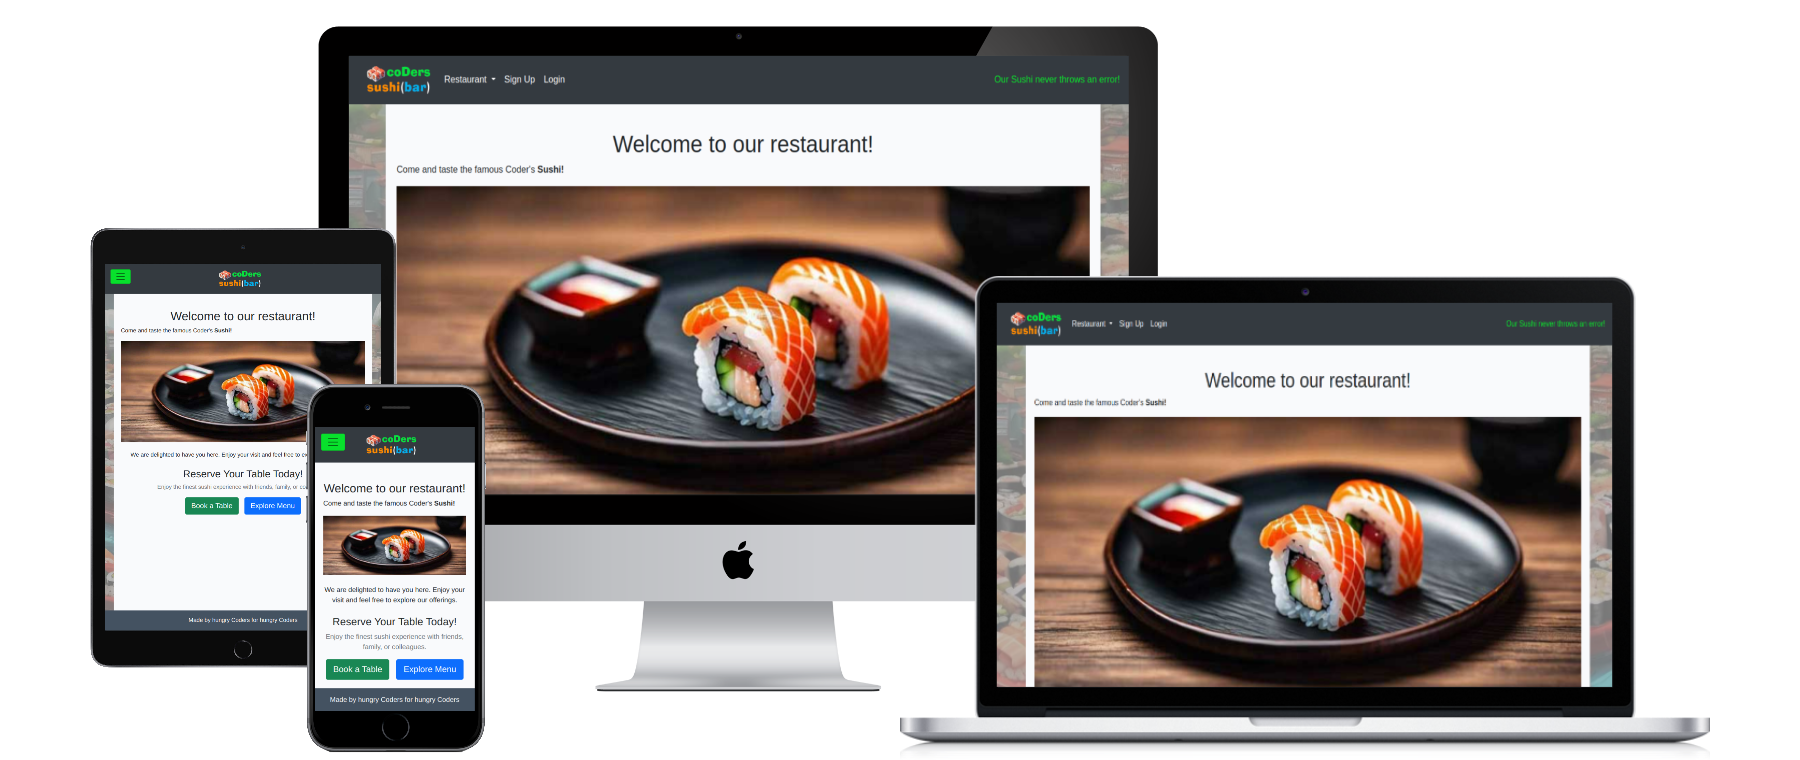 coDers
sushi(bar)
Restaurant
Sign Up
Login
Our Sushi never throws an error!
Welcome to our restaurant!
Come and taste the famous Coder's Sushi!
coDers
sushi(bar)
Welcome to our restaurant!
Come and taste the famous Coder's Sushi!
We are delighted to have you here. Enjoy your visit and feel free to
Reserve Your Table Today!
Enjoy the finest sushi experience with friends, family, or
Book a Table
Explore Menu
Made by hungry Coders for hungry Coders
coDers
sushi(bar)
Welcome to our restaurant!
Come and taste the famous Coder's Sushi!
We are delighted to have you here. Enjoy your
visit and feel free to explore our offerings.
Reserve Your Table Today!
Enjoy the finest sushi experience with friends,
family, or colleagues.
Book a Table
Explore Menu
Made by hungry Coders for hungry Coders
coDers
sushi(bar)
Restaurant
Sign Up
Login
Our Sushi never throws an error!
Welcome to our restaurant!
Come and taste the famous Coder's Sushi!